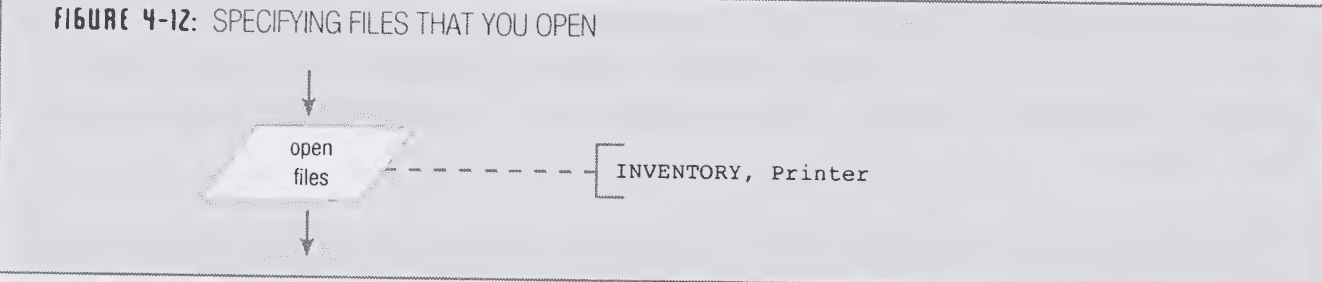 FIGURE 4-12: SPECIFYING FILES THAT YOU OPEN
open
files
INVENTORY, Printer